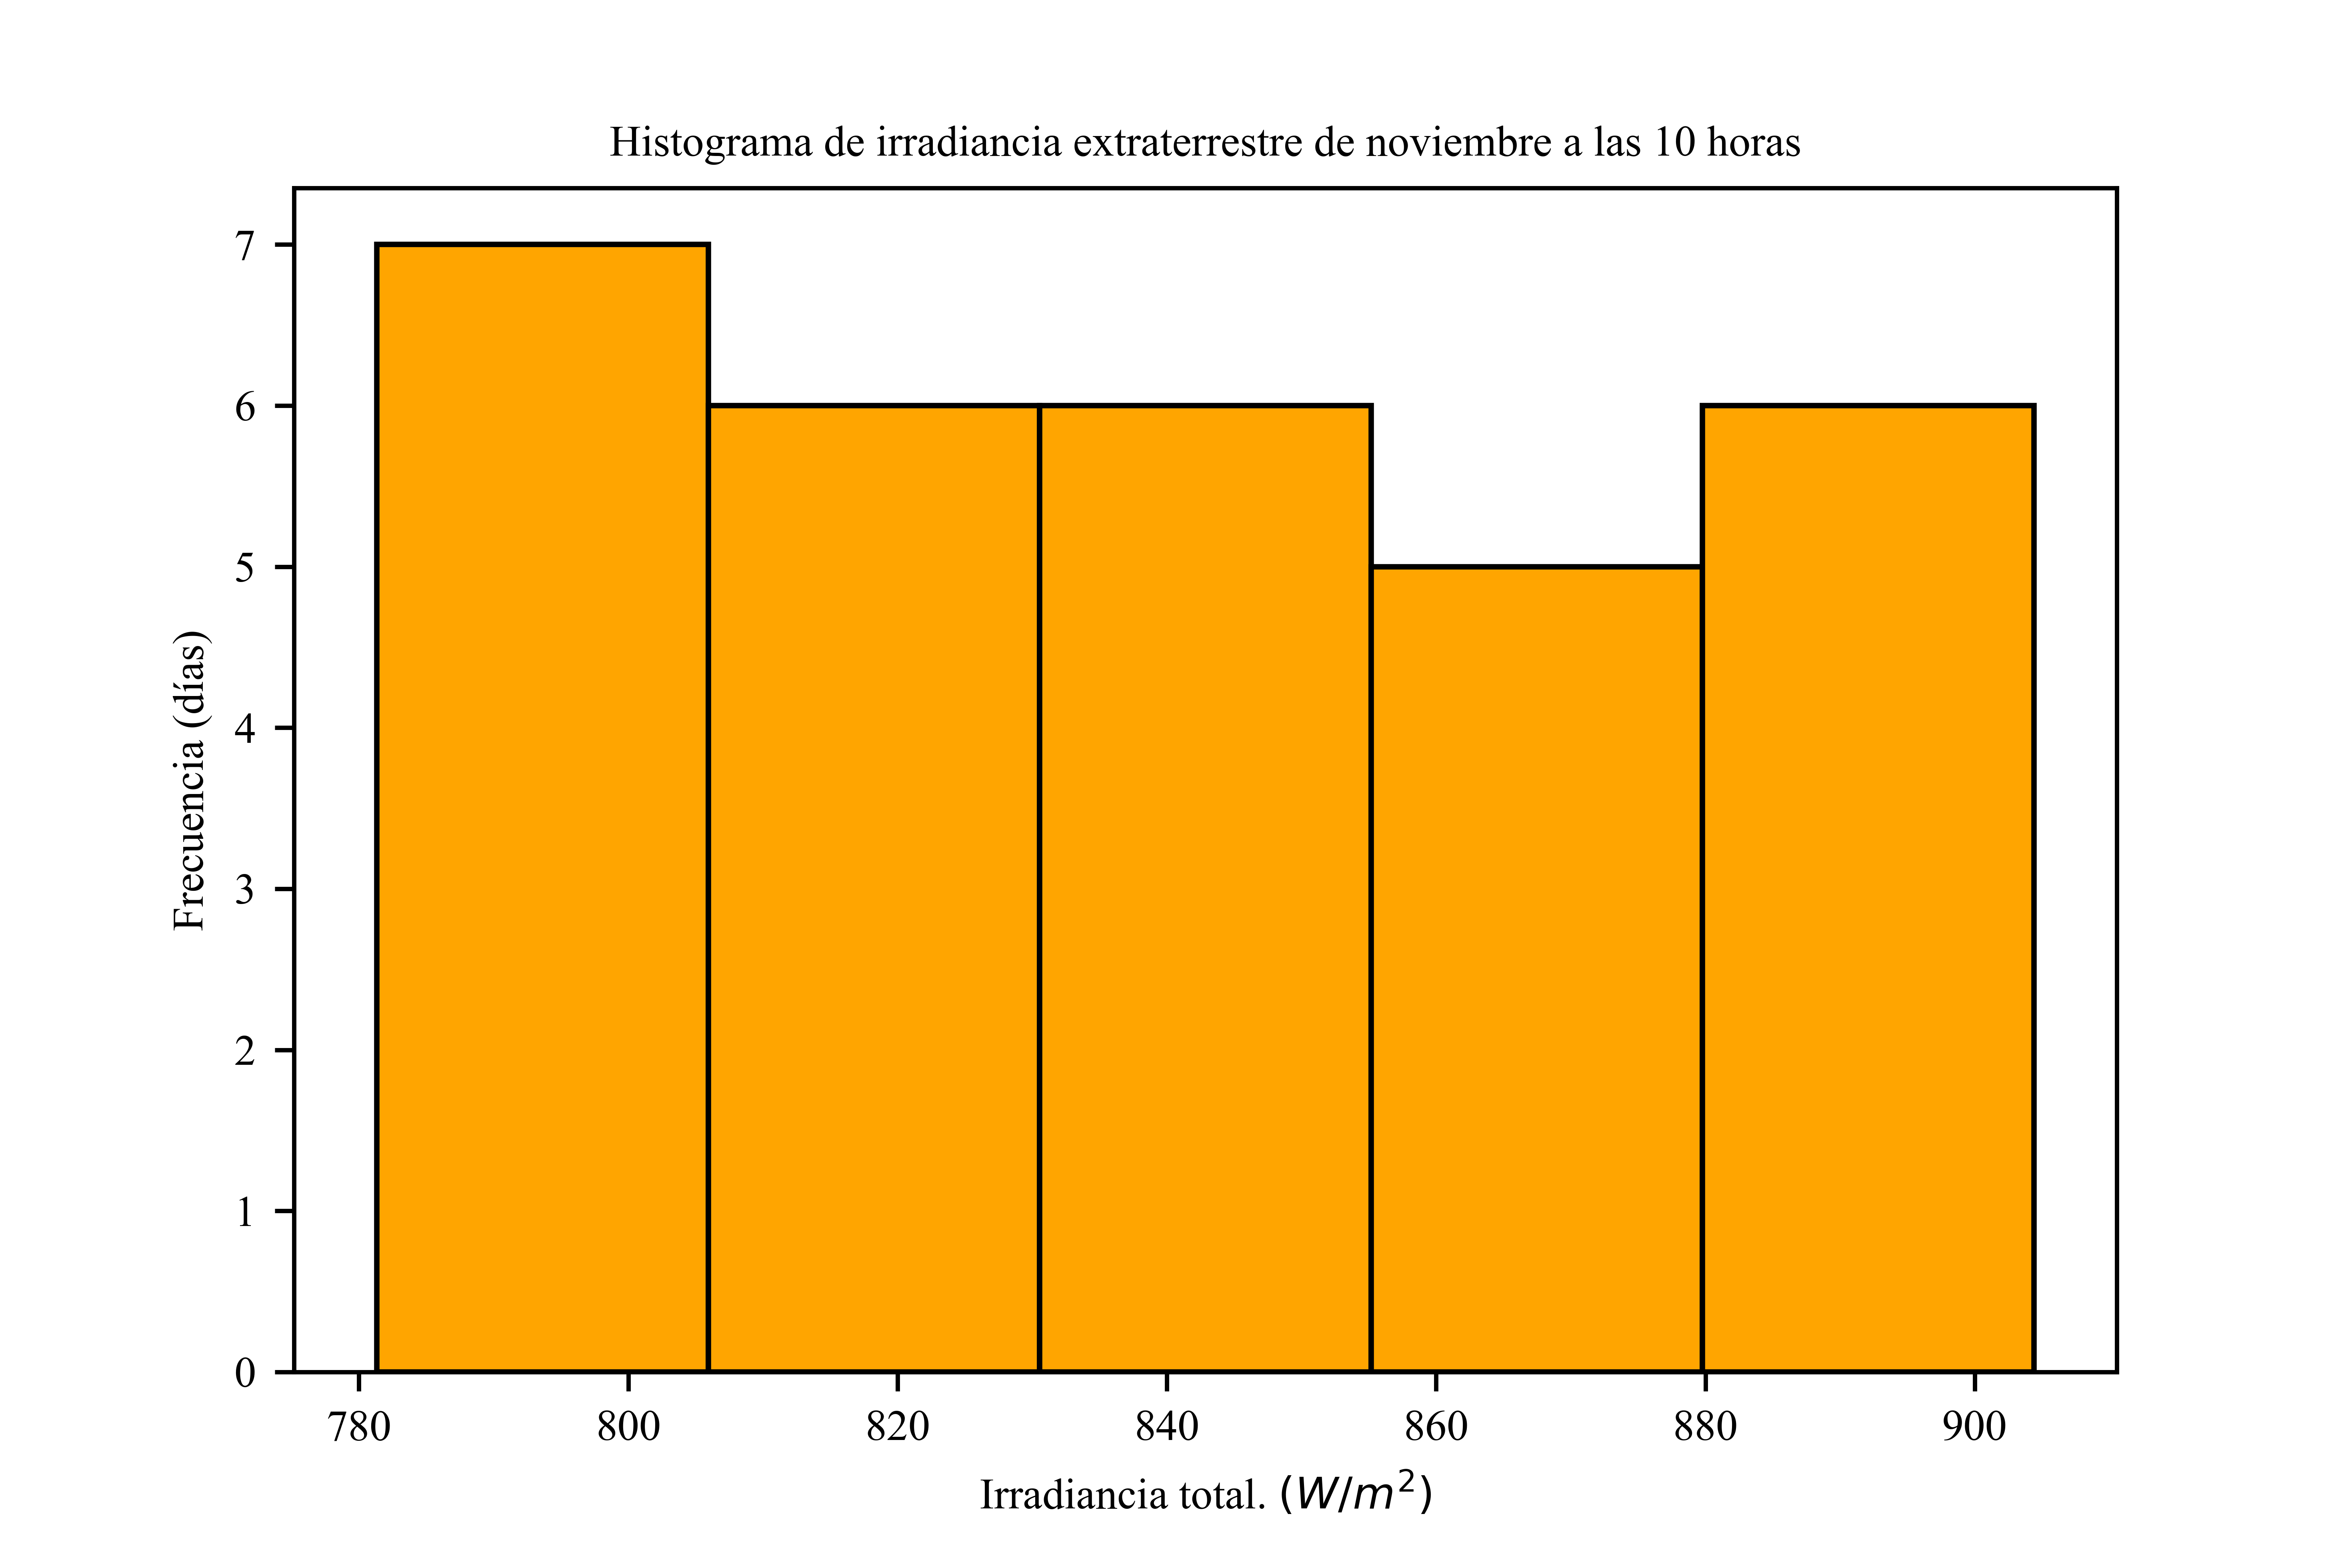 Histograma de irradiancia extraterrestre de noviembre a las 10 horas
7
6
5
4
3
2
1
0
Frecuencia (días)
780 800 820 840 860 880 900
Irradiancia total. (W/m²)